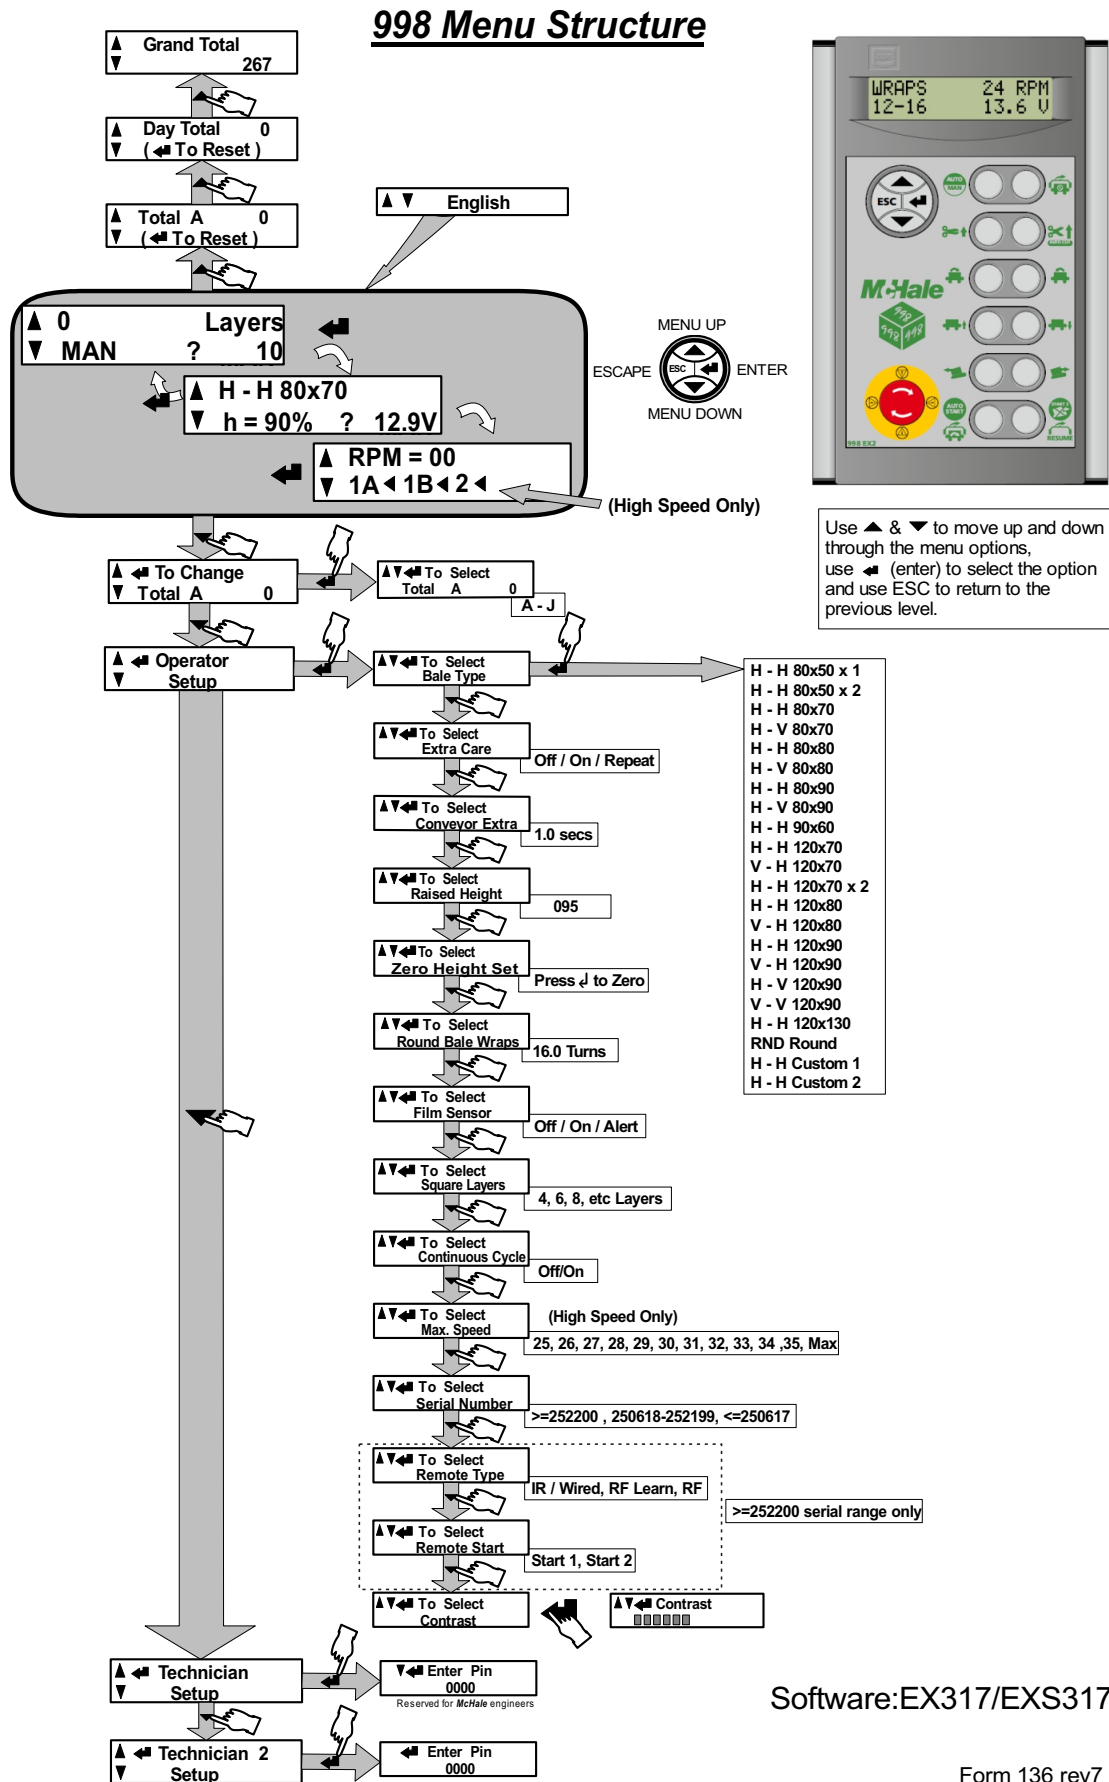 998 Menu Structure
Grand Total
267
Day Total 0
( To Reset )
Total A 0
( To Reset )
English
0 Layers
MAN ? 10
H - H 80x70
h = 90% ? 12.9V
RPM = 00
1A 1B 2
(High Speed Only)
MENU UP
ESCAPE
ESC
ENTER
MENU DOWN
WRAPS 24 RPM
12-16 13.6 V
ESC
AUTO
MAN
McHale
998
998
998
AUTO
START
RESUME
998 EX2
Use ▲ & ▼ to move up and down
through the menu options,
use (enter) to select the option
and use ESC to return to the
previous level.
To Change
Total A 0
To Select
Total A 0
A - J
Operator
Setup
To Select
Bale Type
H - H 80x50 x 1
H - H 80x50 x 2
H - H 80x70
H - V 80x70
H - H 80x80
H - V 80x80
H - H 80x90
H - V 80x90
H - H 90x60
H - H 120x70
V - H 120x70
H - H 120x70 x 2
H - H 120x80
V - H 120x80
H - H 120x90
V - H 120x90
H - V 120x90
V - V 120x90
H - H 120x130
RND Round
H - H Custom 1
H - H Custom 2
To Select
Extra Care
Off / On / Repeat
To Select
Conveyor Extra
1.0 secs
To Select
Raised Height
095
To Select
Zero Height Set
Press ↲ to Zero
To Select
Round Bale Wraps
16.0 Turns
To Select
Film Sensor
Off / On / Alert
To Select
Square Layers
4, 6, 8, etc Layers
To Select
Continuous Cycle
Off/On
To Select
Max. Speed
(High Speed Only)
25, 26, 27, 28, 29, 30, 31, 32, 33, 34 ,35, Max
To Select
Serial Number
>=252200 , 250618-252199, <=250617
To Select
Remote Type
IR / Wired, RF Learn, RF
>=252200 serial range only
To Select
Remote Start
Start 1, Start 2
To Select
Contrast
Contrast
Technician
Setup
Enter Pin
0000
Reserved for McHale engineers
Technician 2
Setup
Enter Pin
0000
Software:EX317/EXS317
Form 136 rev7